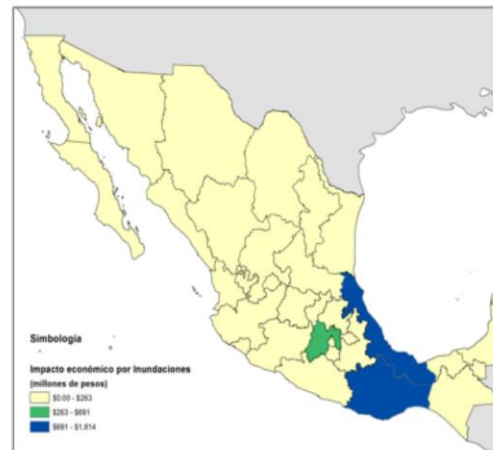 Simbología
Impacto económico por Inundaciones
(millones de pesos)
$0.00 - $263
$263 - $691
$691 - $1,814